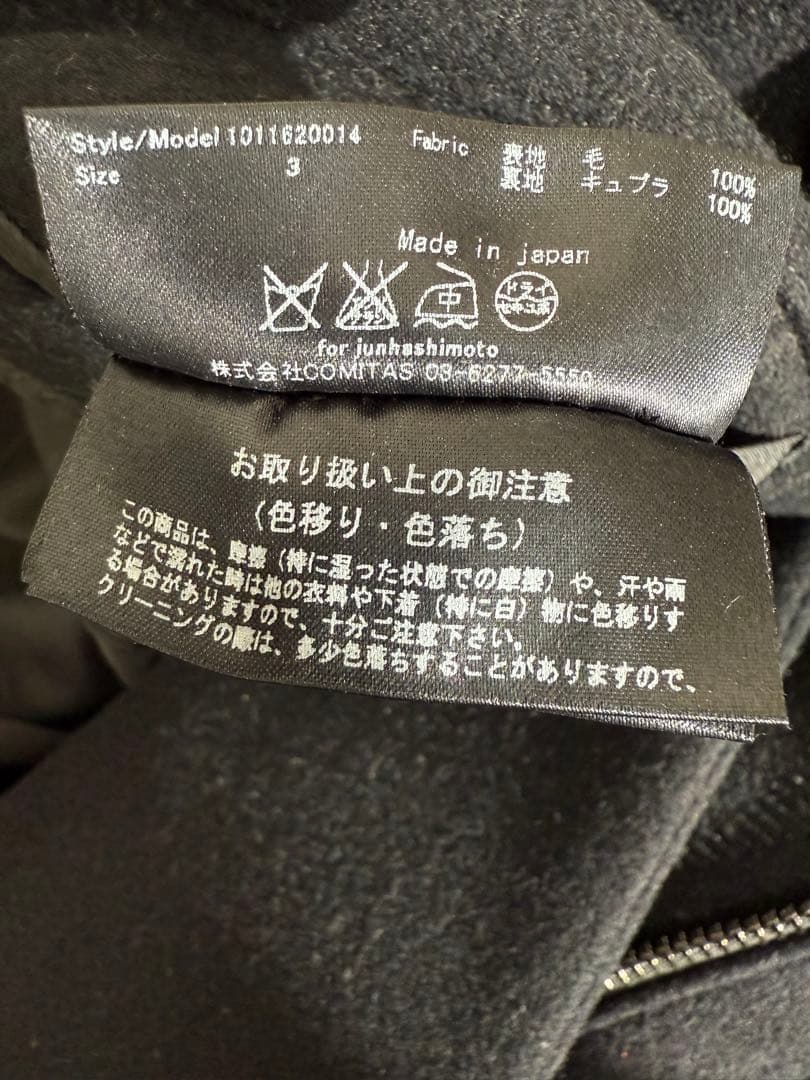 Style/Model 1011620014 Fabric 表地 毛 100%
Size 3 裏地 キュプラ 100%
Made in japan
中 ドライ
for junhashimoto
株式会社COMITAS 03-6277-5550
お取り扱い上の御注意
(色移り・色落ち)
この商品は、摩擦(特に湿った状態での摩擦)や、汗や雨
などで濡れた時は他の衣料や下着(特に白)物に色移りす
る場合がありますので、十分ご注意下さい。
クリーニングの際は、多少色落ちすることがありますので、